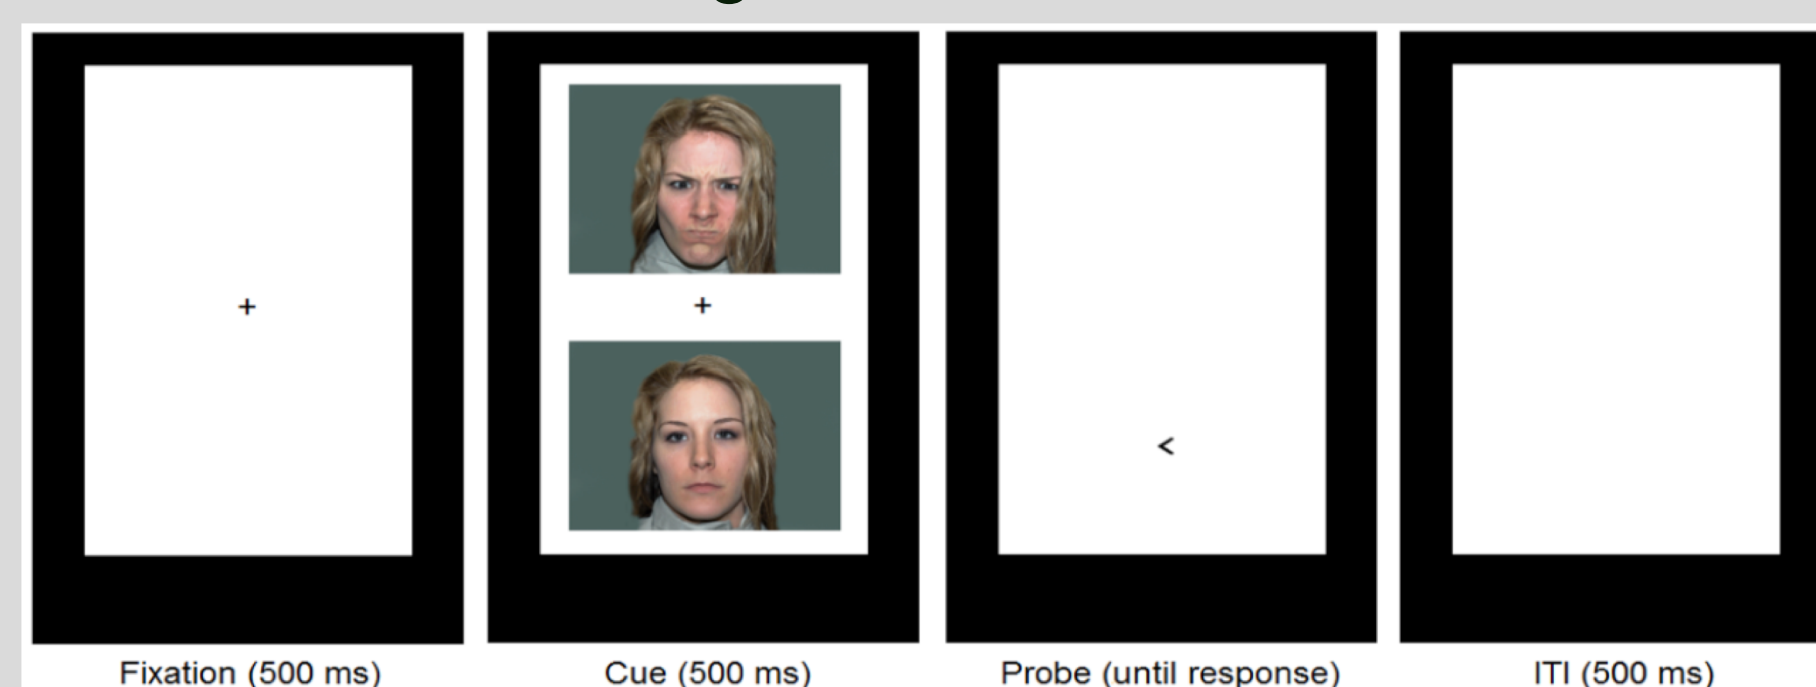 +
+
<
Fixation (500 ms)
Cue (500 ms)
Probe (until response)
ITI (500 ms)